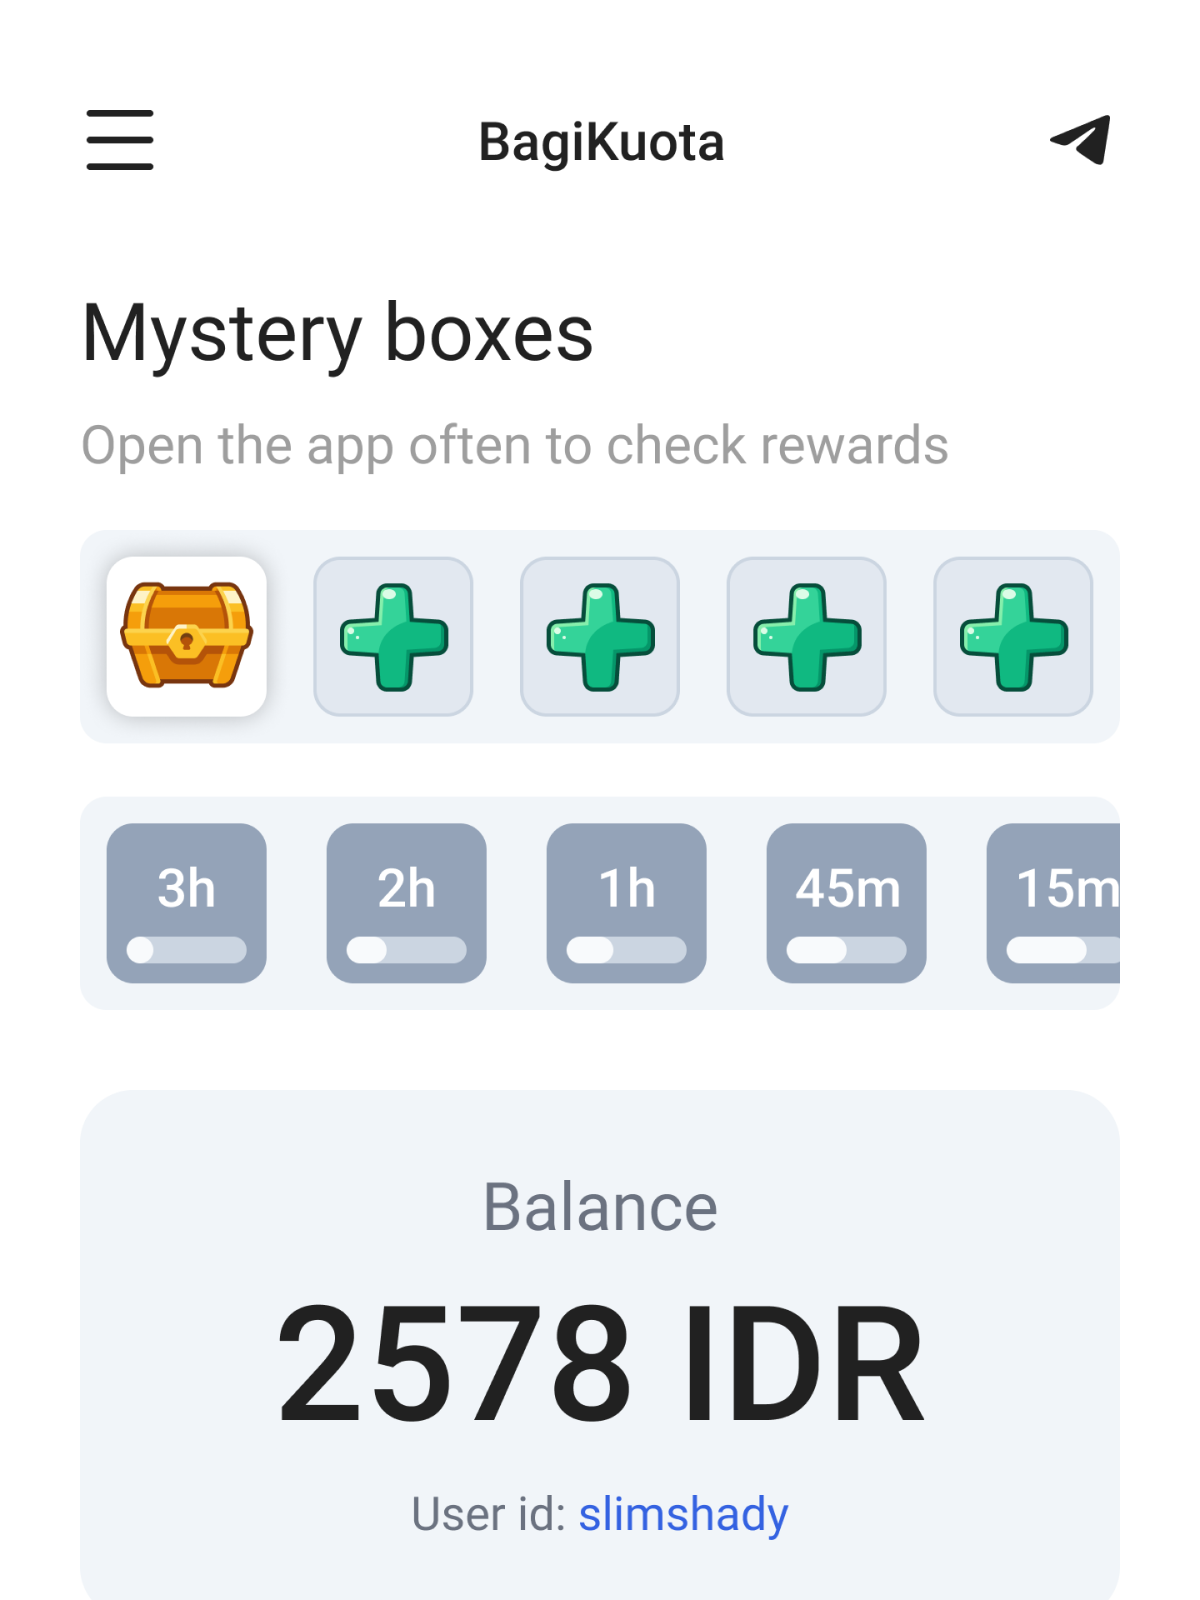 BagiKuota
Mystery boxes
Open the app often to check rewards
3h 2h 1h 45m 15m
Balance
2578 IDR
User id: slimshady